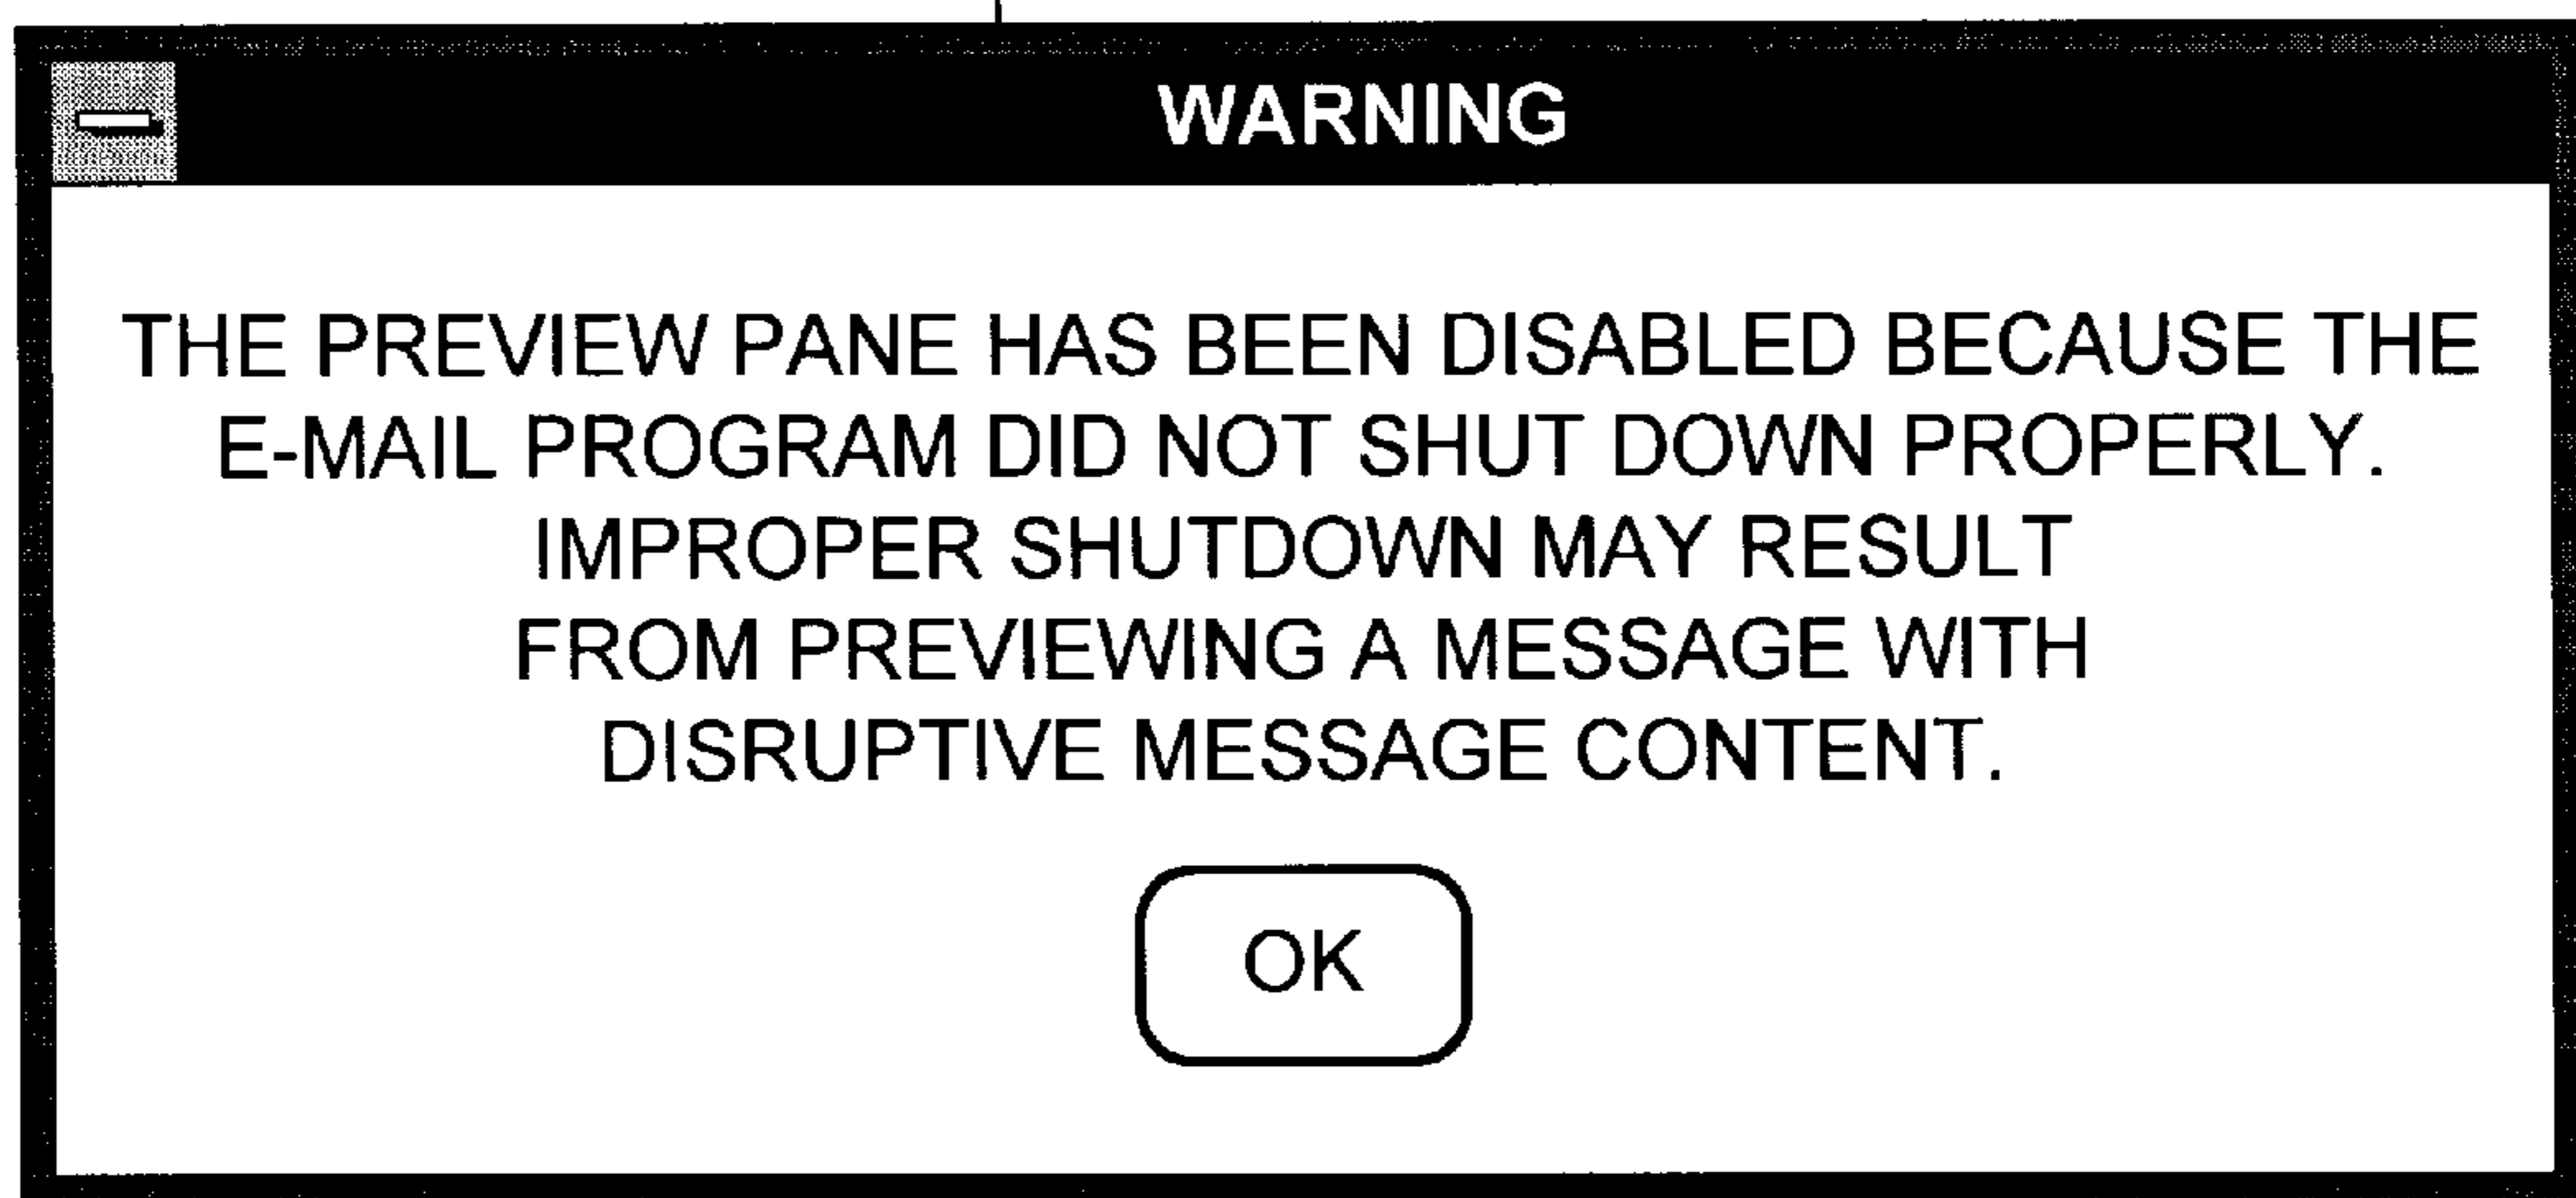 WARNING
THE PREVIEW PANE HAS BEEN DISABLED BECAUSE THE
E-MAIL PROGRAM DID NOT SHUT DOWN PROPERLY.
IMPROPER SHUTDOWN MAY RESULT
FROM PREVIEWING A MESSAGE WITH
DISRUPTIVE MESSAGE CONTENT.
OK